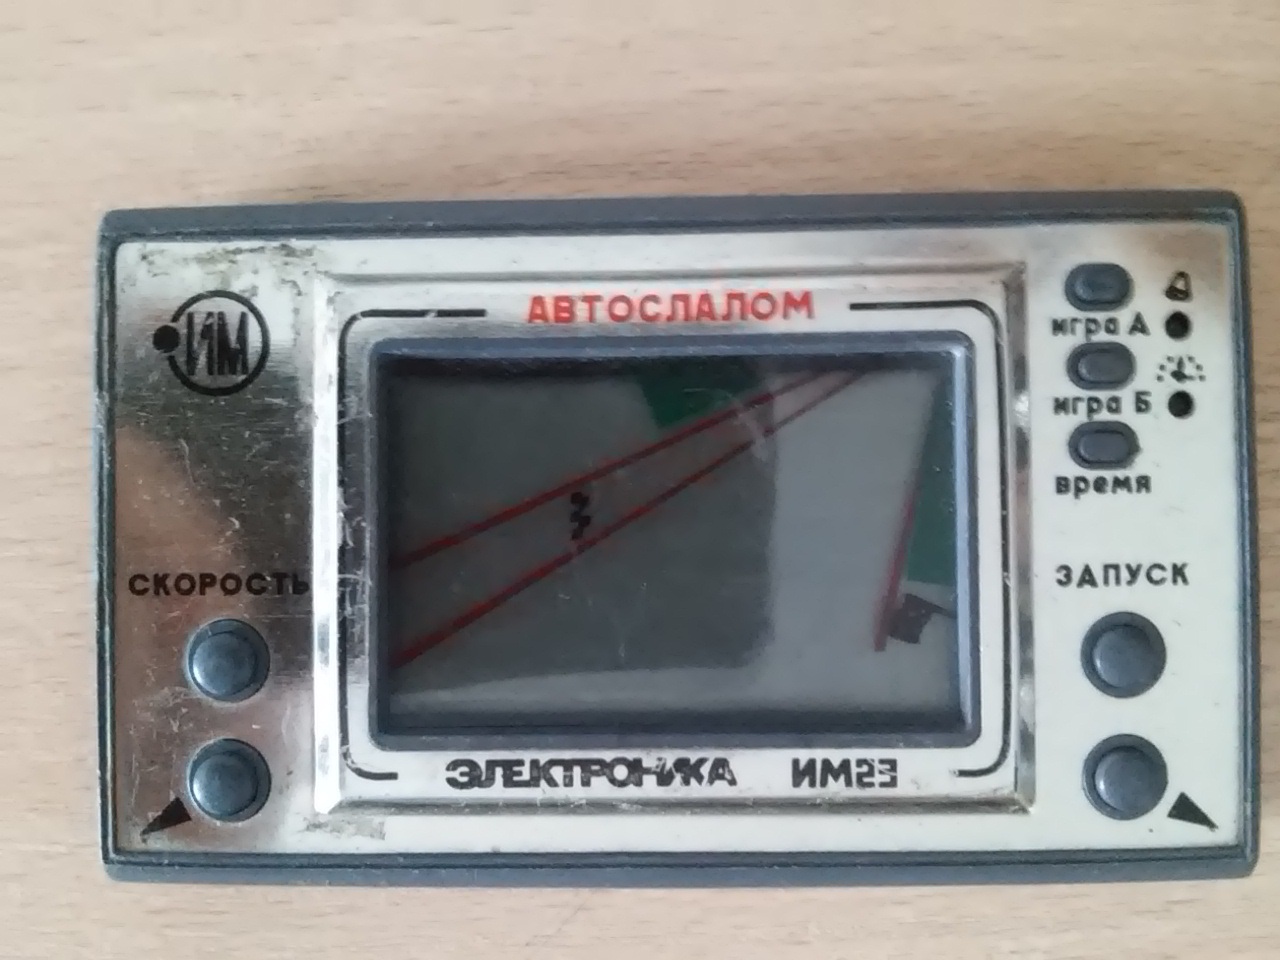 АВТОСЛАЛОМ
ИМ
игра А
игра Б
время
СКОРОСТЬ
ЗАПУСК
ЭЛЕКТРОНИКА ИМ23